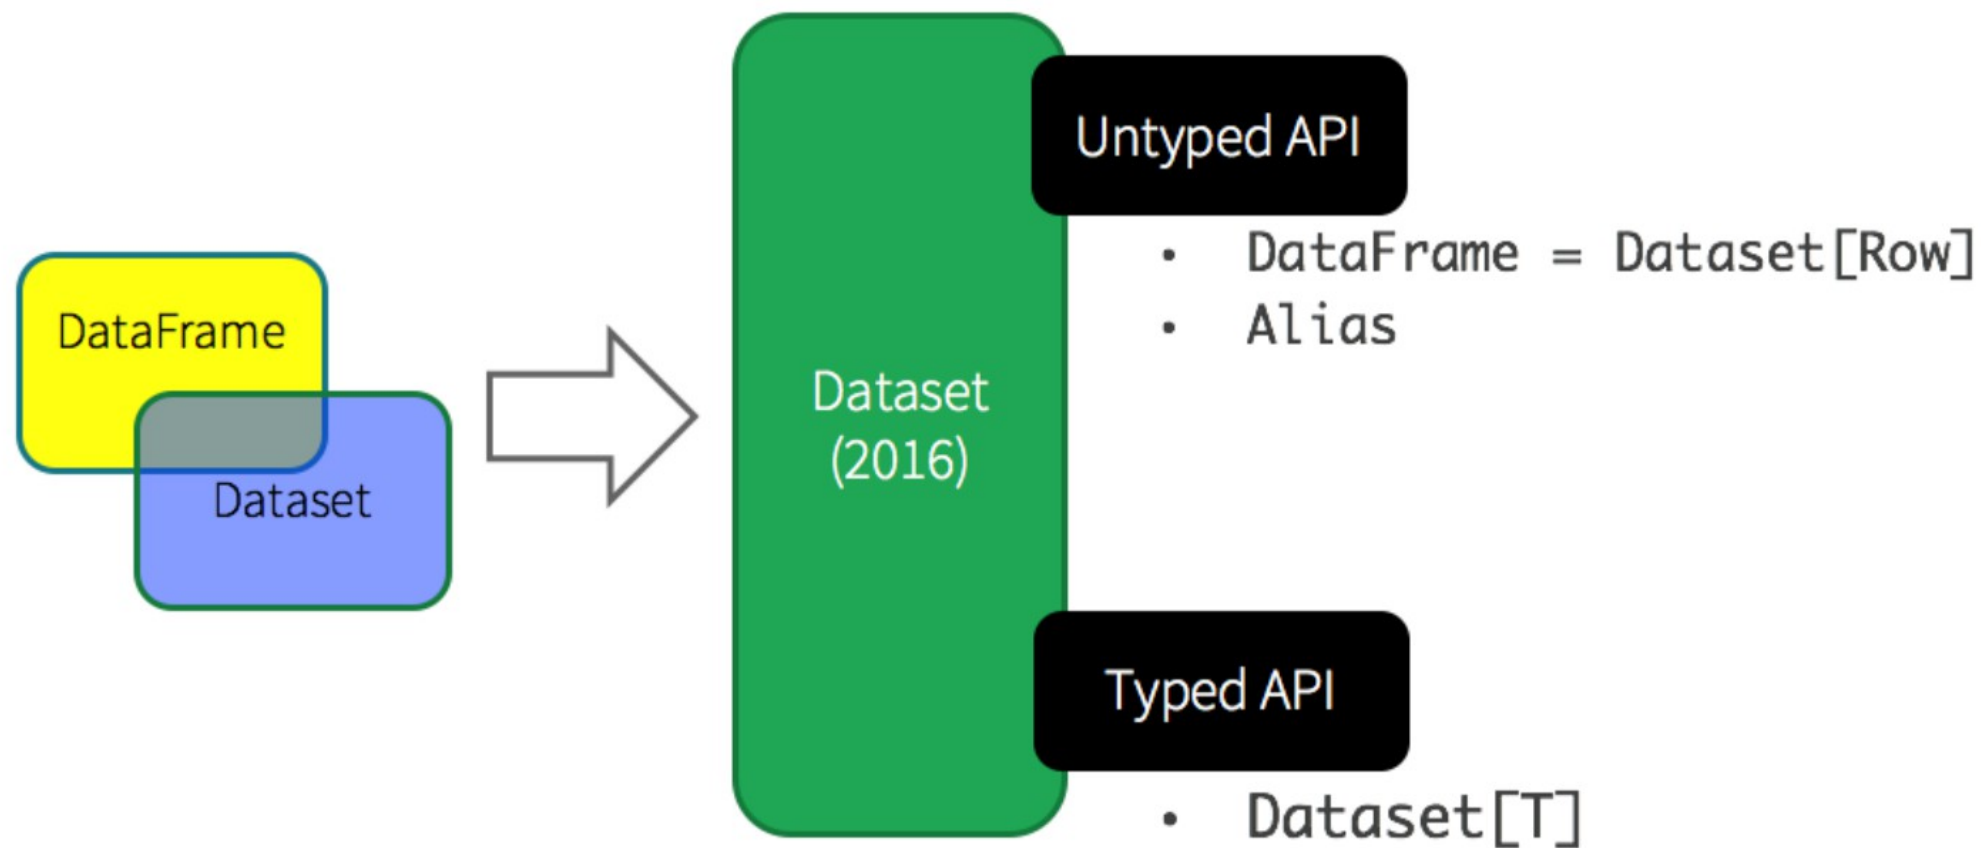 DataFrame
Dataset
Dataset
(2016)
Untyped API
• DataFrame = Dataset[Row]
• Alias
Typed API
• Dataset[T]